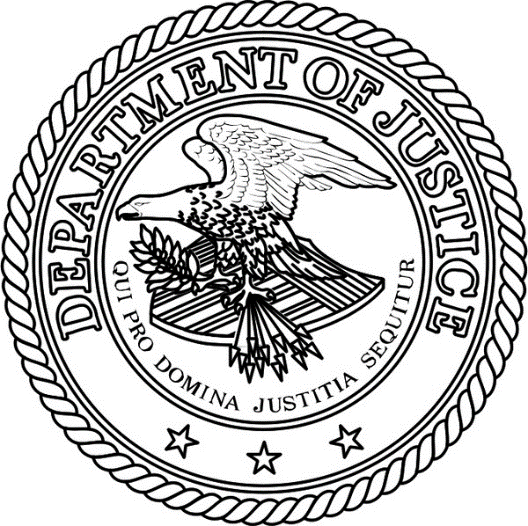 DEPARTMENT OF JUSTICE
QUI PRO DOMINA JUSTITIA SEQUITUR